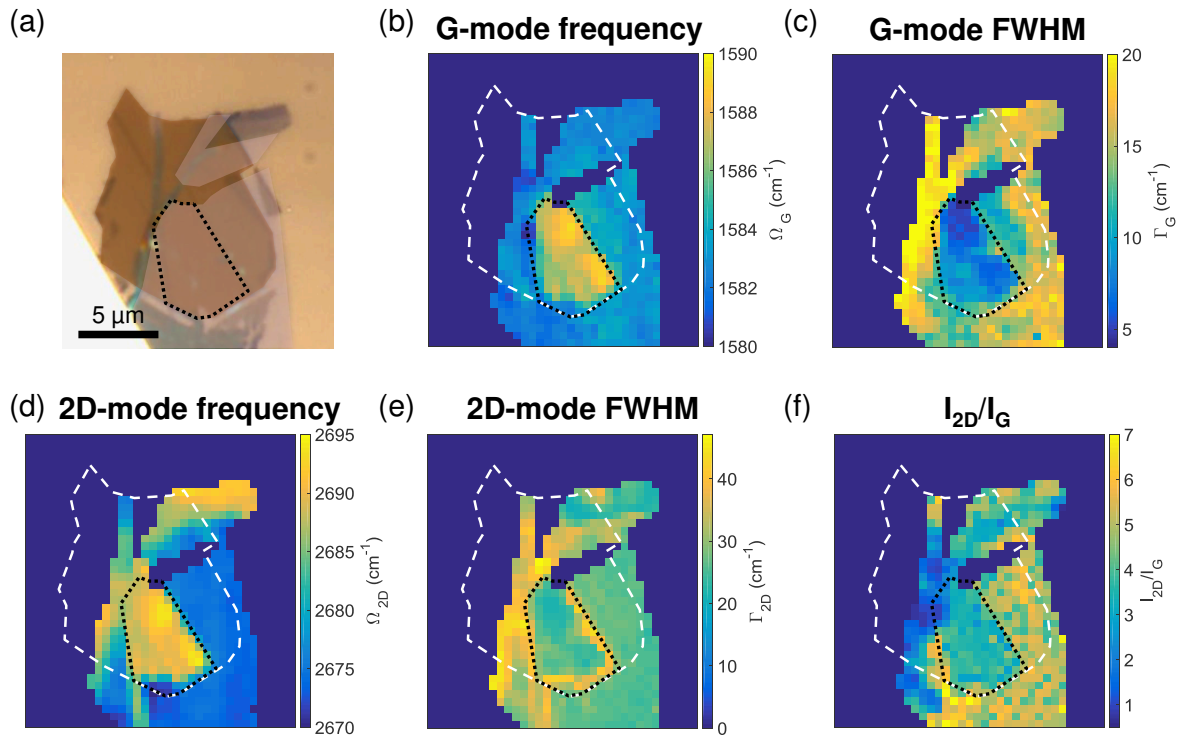 (a)
5 μm
(b)
G-mode frequency
1590
1588
1586
1584
1582
1580
Ω_G (cm⁻¹)
(c)
G-mode FWHM
20
15
10
5
Γ_G (cm⁻¹)
(d)
2D-mode frequency
2695
2690
2685
2680
2675
2670
Ω_2D (cm⁻¹)
(e)
2D-mode FWHM
40
30
20
10
0
Γ_2D (cm⁻¹)
(f)
I_2D/I_G
7
6
5
4
3
2
1
I_2D/I_G